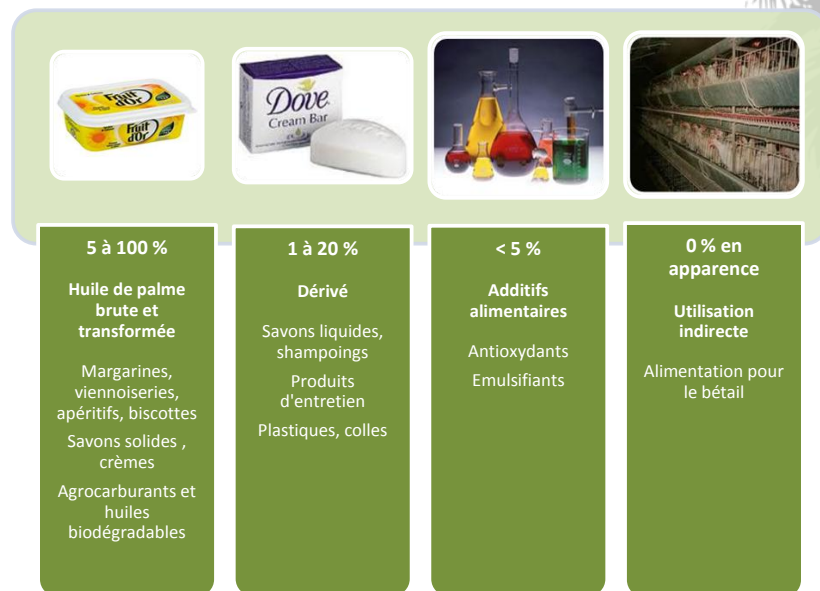 Fruit d'Or
Fruit d'Or
Dove
Cream Bar
5 à 100 %
Huile de palme
brute et
transformée
Margarines,
viennoiseries,
apéritifs, biscottes
Savons solides ,
crèmes
Agrocarburants et
huiles
biodégradables
1 à 20 %
Dérivé
Savons liquides,
shampoings
Produits
d'entretien
Plastiques, colles
< 5 %
Additifs
alimentaires
Antioxydants
Emulsifiants
0 % en
apparence
Utilisation
indirecte
Alimentation pour
le bétail